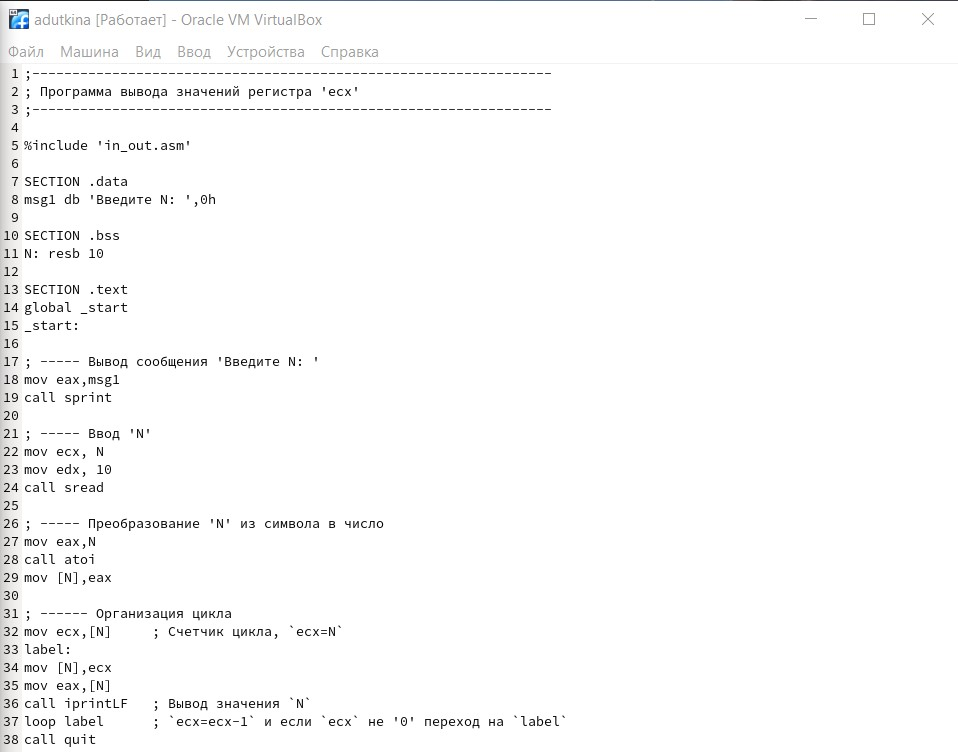 adutkina [Работает] - Oracle VM VirtualBox
Файл Машина Вид Ввод Устройства Справка
1 ;-----------------------------------------------------------------
2 ; Программа вывода значений регистра 'ecx'
3 ;-----------------------------------------------------------------
4
5 %include 'in_out.asm'
6
7 SECTION .data
8 msg1 db 'Введите N: ',0h
9
10 SECTION .bss
11 N: resb 10
12
13 SECTION .text
14 global _start
15 _start:
16
17 ; ----- Вывод сообщения 'Введите N: '
18 mov eax,msg1
19 call sprint
20
21 ; ----- Ввод 'N'
22 mov ecx, N
23 mov edx, 10
24 call sread
25
26 ; ----- Преобразование 'N' из символа в число
27 mov eax,N
28 call atoi
29 mov [N],eax
30
31 ; ------ Организация цикла
32 mov ecx,[N]     ; Счетчик цикла, `ecx=N`
33 label:
34 mov [N],ecx
35 mov eax,[N]
36 call iprintLF   ; Вывод значения `N`
37 loop label      ; `ecx=ecx-1` и если `ecx` не '0' переход на `label`
38 call quit